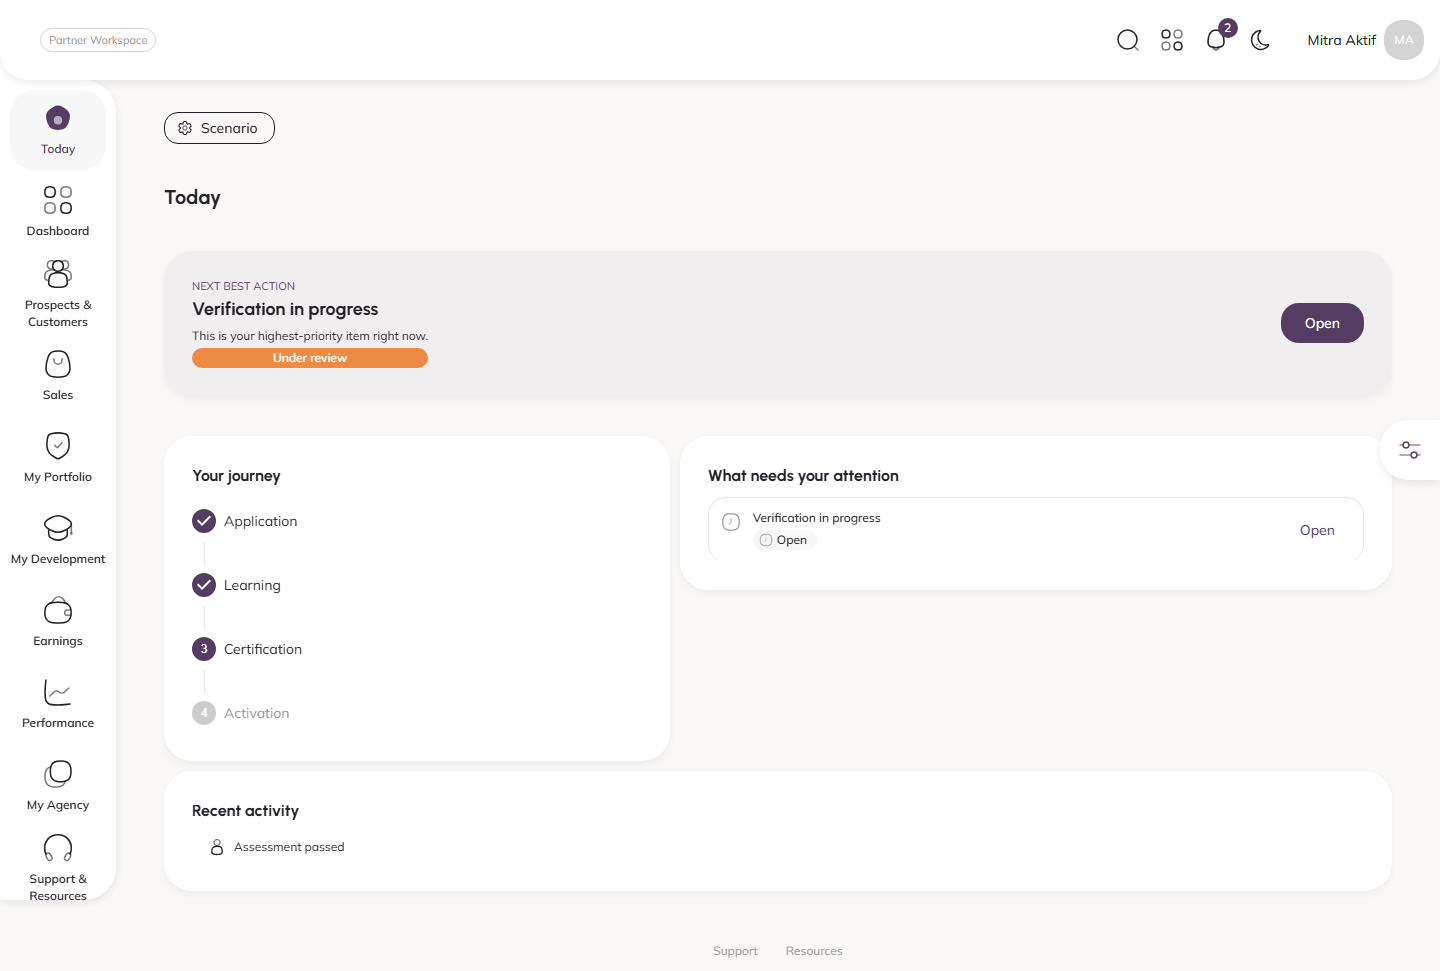 Partner Workspace
2
Mitra Aktif
MA
Today
Dashboard
Prospects &
Customers
Sales
My Portfolio
My Development
Earnings
Performance
My Agency
Support &
Resources
Scenario
Today
NEXT BEST ACTION
Verification in progress
This is your highest-priority item right now.
Under review
Open
Your journey
Application
Learning
3
Certification
4
Activation
What needs your attention
Verification in progress
Open
Open
Recent activity
Assessment passed
Support
Resources